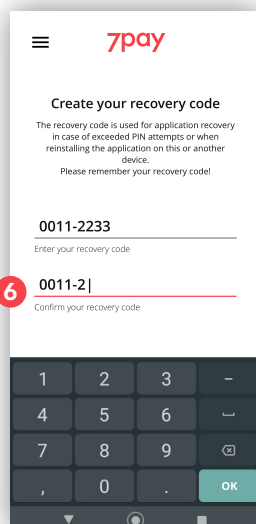 7pay
Create your recovery code
The recovery code is used for application recovery
in case of exceeded PIN attempts or when
reinstalling the application on this or another
device.
Please remember your recovery code!
0011-2233
Enter your recovery code
0011-2
6
Confirm your recovery code
1 2 3 -
4 5 6
7 8 9
, 0 . OK